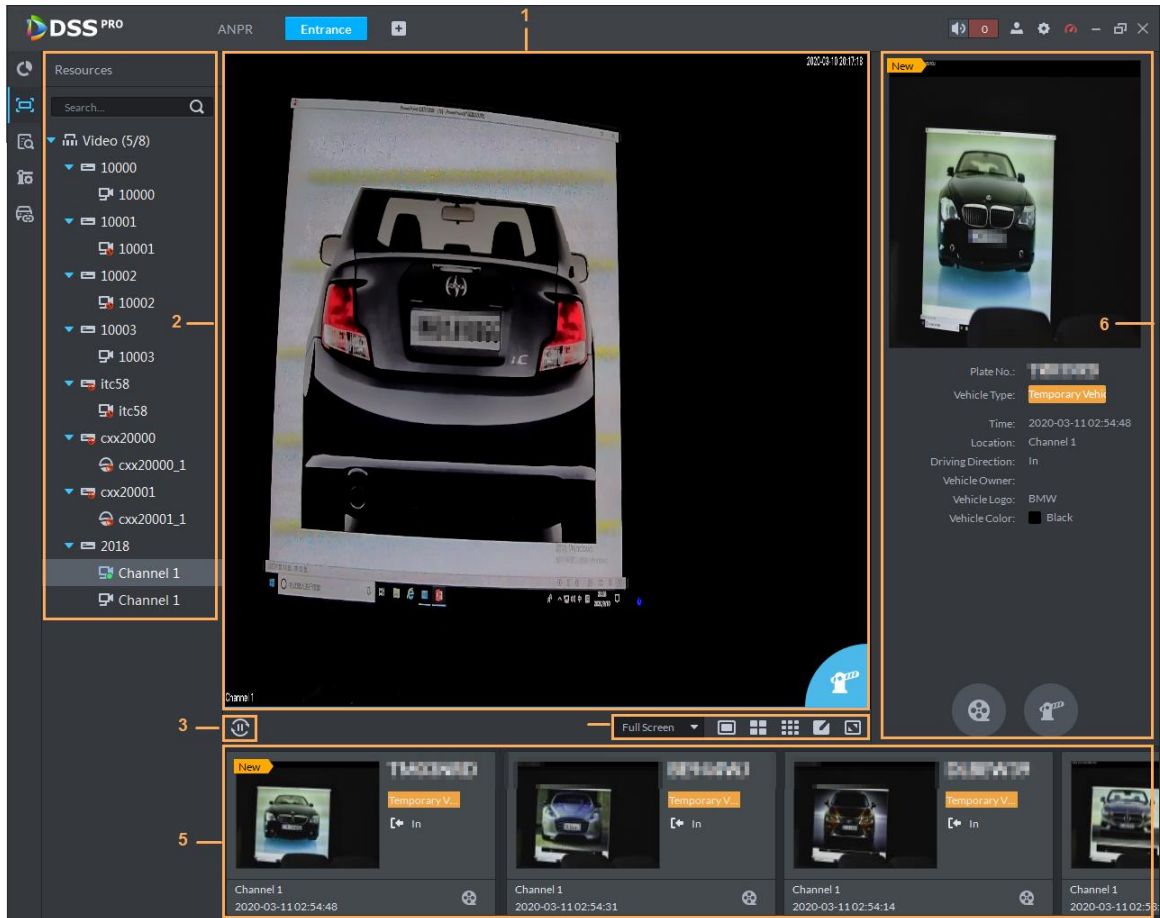 DSS PRO
ANPR
Entrance
1
0
Resources
Search...
Video (5/8)
10000
10000
10001
10001
10002
10002
10003
10003
itc58
itc58
cxx20000
cxx20000_1
cxx20001
cxx20001_1
2018
Channel 1
Channel 1
2
2020-03-10 20:17:18
Channel 1
3
Full Screen
New
6
Plate No.:
Vehicle Type: Temporary Vehic
Time: 2020-03-11 02:54:48
Location: Channel 1
Driving Direction: In
Vehicle Owner:
Vehicle Logo: BMW
Vehicle Color: Black
5
New
Temporary V...
In
Channel 1
2020-03-11 02:54:48
Temporary V...
In
Channel 1
2020-03-11 02:54:31
Temporary V...
In
Channel 1
2020-03-11 02:54:14
Channel 1